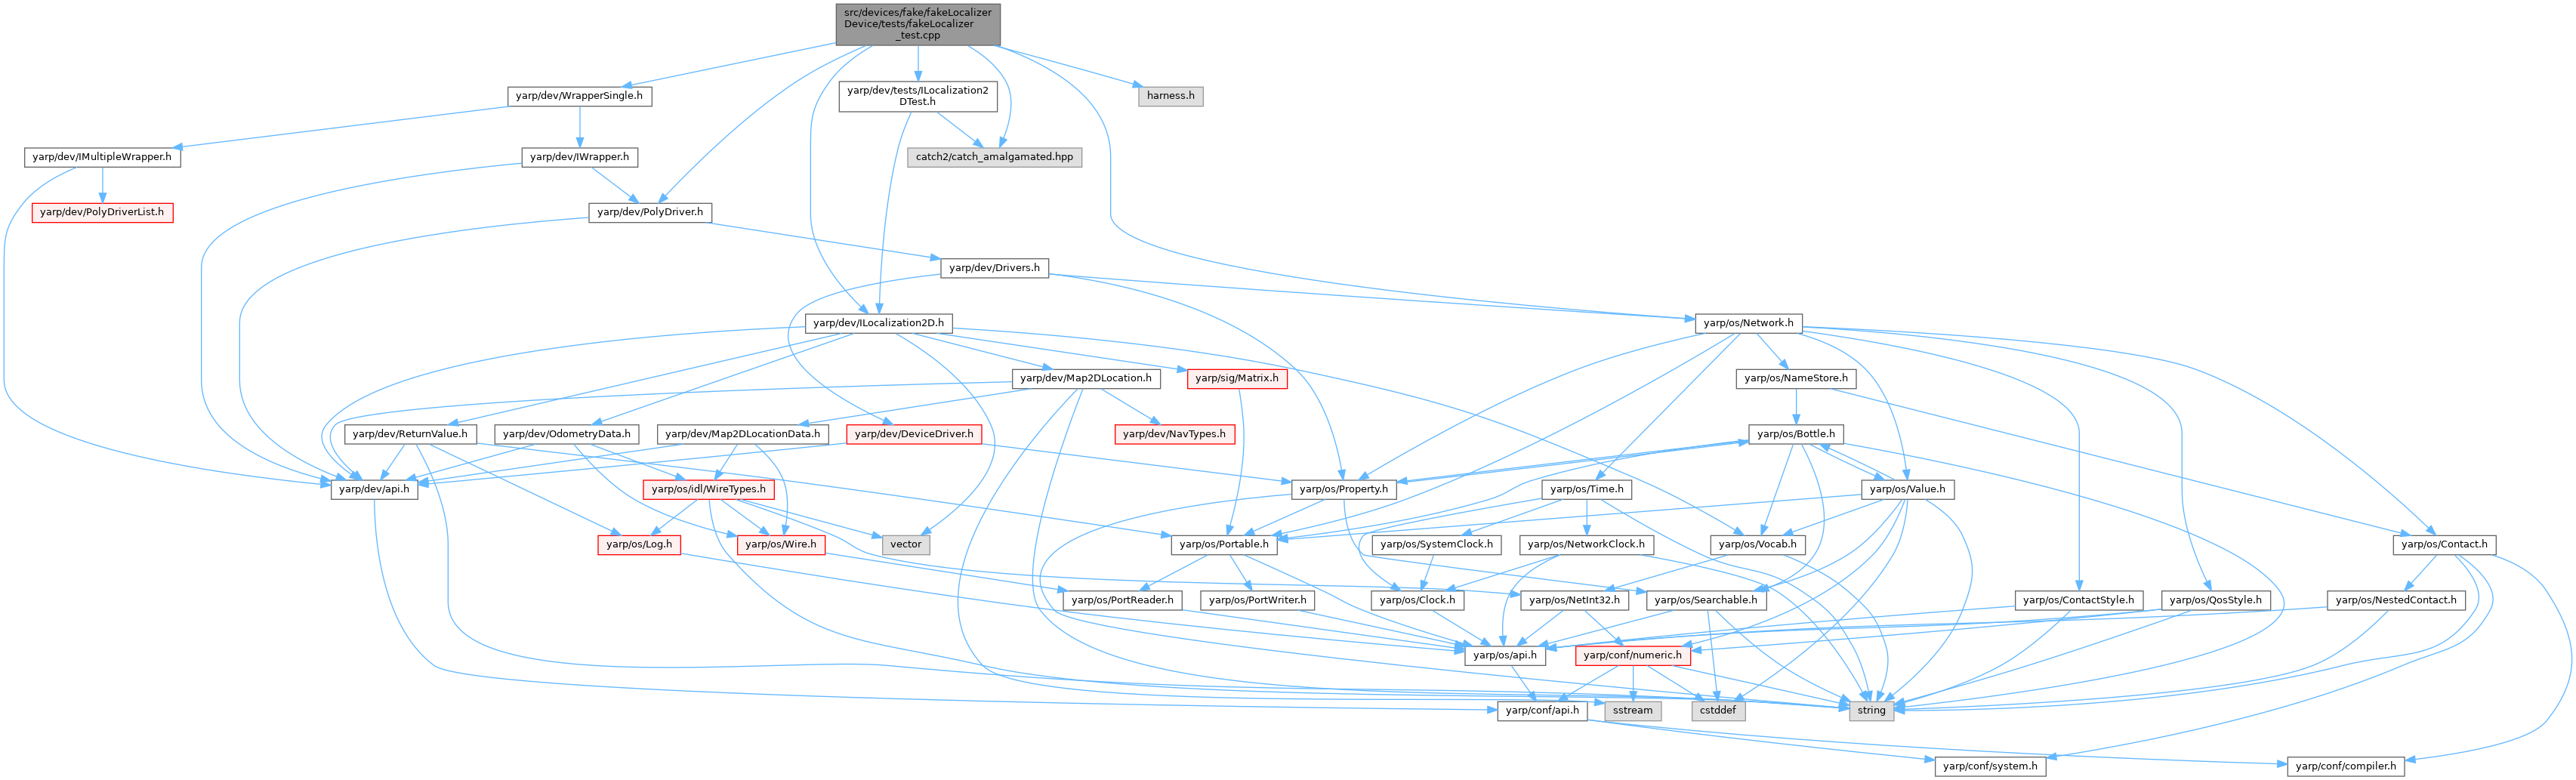 src/devices/fake/fakeLocalizer
Device/tests/fakeLocalizer
_test.cpp
yarp/dev/WrapperSingle.h
yarp/dev/tests/ILocalization2
DTest.h
harness.h
yarp/dev/IMultipleWrapper.h
yarp/dev/IWrapper.h
catch2/catch_amalgamated.hpp
yarp/dev/PolyDriverList.h
yarp/dev/PolyDriver.h
yarp/dev/Drivers.h
yarp/dev/ILocalization2D.h
yarp/os/Network.h
yarp/dev/Map2DLocation.h
yarp/sig/Matrix.h
yarp/os/NameStore.h
yarp/dev/ReturnValue.h
yarp/dev/OdometryData.h
yarp/dev/Map2DLocationData.h
yarp/dev/DeviceDriver.h
yarp/dev/NavTypes.h
yarp/os/Bottle.h
yarp/dev/api.h
yarp/os/idl/WireTypes.h
yarp/os/Property.h
yarp/os/Time.h
yarp/os/Value.h
yarp/os/Log.h
yarp/os/Wire.h
vector
yarp/os/Portable.h
yarp/os/SystemClock.h
yarp/os/NetworkClock.h
yarp/os/Vocab.h
yarp/os/Contact.h
yarp/os/PortReader.h
yarp/os/PortWriter.h
yarp/os/Clock.h
yarp/os/NetInt32.h
yarp/os/Searchable.h
yarp/os/ContactStyle.h
yarp/os/QosStyle.h
yarp/os/NestedContact.h
yarp/os/api.h
yarp/conf/numeric.h
yarp/conf/api.h
sstream
cstddef
string
yarp/conf/system.h
yarp/conf/compiler.h